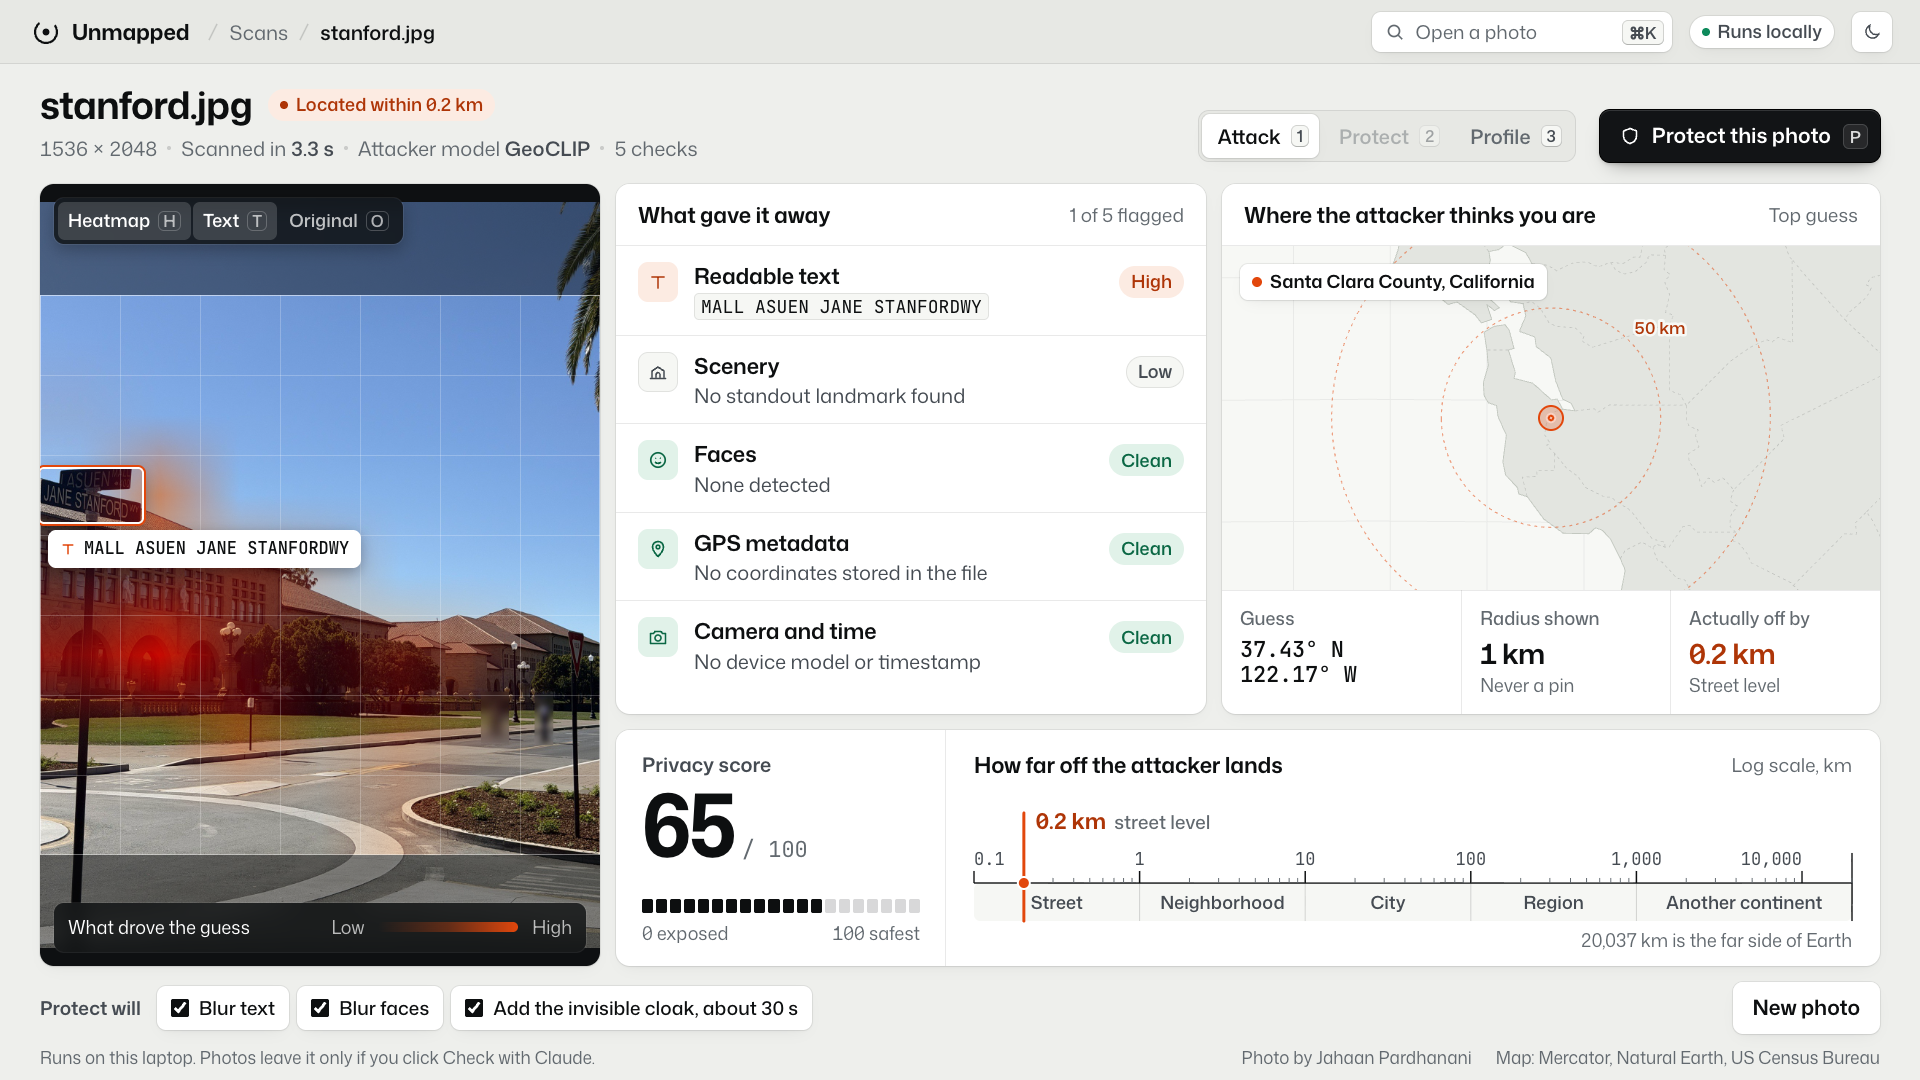 Unmapped / Scans / stanford.jpg
Open a photo ⌘K
Runs locally
stanford.jpg
Located within 0.2 km
1536 × 2048 • Scanned in 3.3 s • Attacker model GeoCLIP • 5 checks
Attack 1
Protect 2
Profile 3
Protect this photo P
Heatmap H
Text T
Original O
ASUEN
JANE STANFORD WY
T MALL ASUEN JANE STANFORDWY
What drove the guess
Low
High
What gave it away
1 of 5 flagged
T
Readable text
MALL ASUEN JANE STANFORDWY
High
Scenery
No standout landmark found
Low
Faces
None detected
Clean
GPS metadata
No coordinates stored in the file
Clean
Camera and time
No device model or timestamp
Clean
Where the attacker thinks you are
Top guess
Santa Clara County, California
50 km
Guess
37.43° N
122.17° W
Radius shown
1 km
Never a pin
Actually off by
0.2 km
Street level
Privacy score
65 / 100
0 exposed
100 safest
How far off the attacker lands
Log scale, km
0.2 km street level
0.1 1 10 100 1,000 10,000
Street Neighborhood City Region Another continent
20,037 km is the far side of Earth
Protect will
Blur text
Blur faces
Add the invisible cloak, about 30 s
New photo
Runs on this laptop. Photos leave it only if you click Check with Claude.
Photo by Jahaan Pardhanani
Map: Mercator, Natural Earth, US Census Bureau